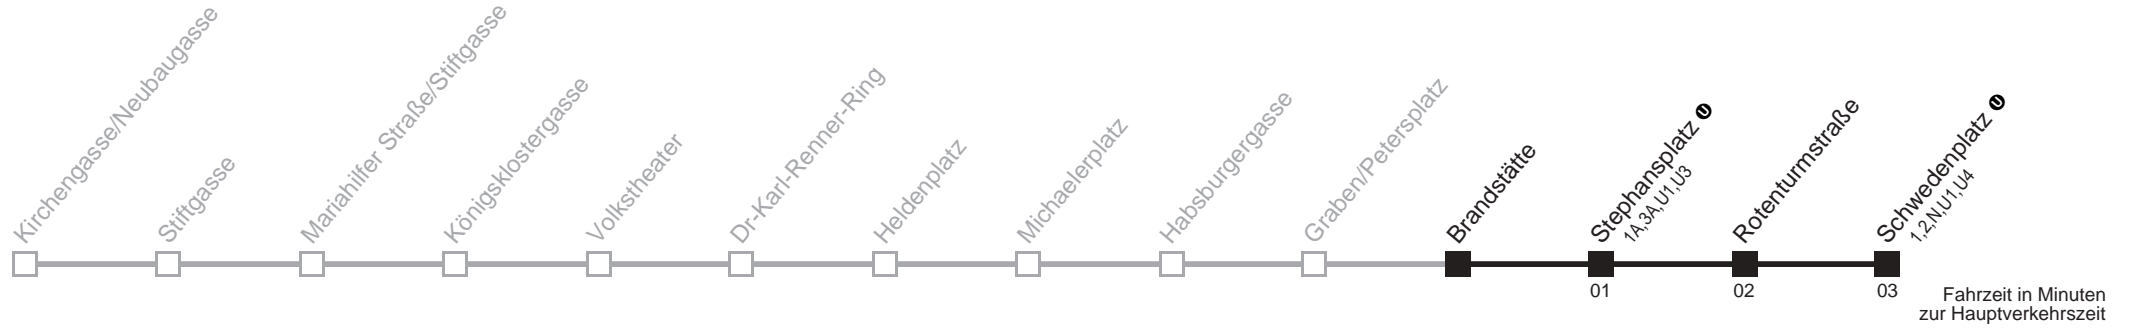 Kirchengasse/Neubaugasse
Stiftgasse
Mariahilfer Straße/Stiftgasse
Königsklostergasse
Volkstheater
Dr-Karl-Renner-Ring
Heldenplatz
Michaelerplatz
Habsburgergasse
Graben/Petersplatz
Brandstätte
Stephansplatz U
1A,3A,U1,U3
Rotenturmstraße
Schwedenplatz U
1,2,N,U1,U4
01
02
03
Fahrzeit in Minuten
zur Hauptverkehrszeit